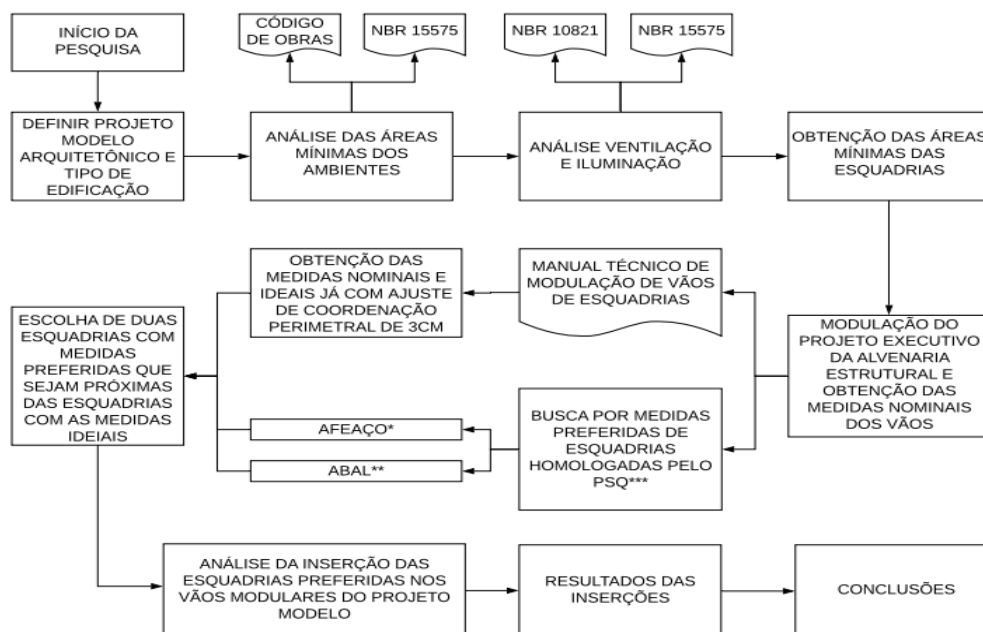 INÍCIO DA
PESQUISA
CÓDIGO
DE OBRAS
NBR 15575
NBR 10821
NBR 15575
DEFINIR PROJETO
MODELO
ARQUITETÔNICO E
TIPO DE
EDIFICAÇÃO
ANÁLISE DAS ÁREAS
MÍNIMAS DOS
AMBIENTES
ANÁLISE VENTILAÇÃO
E ILUMINAÇÃO
OBTENÇÃO DAS ÁREAS
MÍNIMAS DAS
ESQUADRIAS
MODULAÇÃO DO
PROJETO EXECUTIVO
DA ALVENARIA
ESTRUTURAL E
OBTENÇÃO DAS
MEDIDAS NOMINAIS
DOS VÃOS
MANUAL TÉCNICO DE
MODULAÇÃO DE VÃOS
DE ESQUADRIAS
OBTENÇÃO DAS
MEDIDAS NOMINAIS E
IDEAIS JÁ COM AJUSTE
DE COORDENAÇÃO
PERIMETRAL DE 3CM
BUSCA POR MEDIDAS
PREFERIDAS DE
ESQUADRIAS
HOMOLOGADAS PELO
PSQ***
AFEAÇO*
ABAL**
ESCOLHA DE DUAS
ESQUADRIAS COM
MEDIDAS
PREFERIDAS QUE
SEJAM PRÓXIMAS
DAS ESQUADRIAS
COM AS MEDIDAS
IDEIAIS
ANÁLISE DA INSERÇÃO DAS
ESQUADRIAS PREFERIDAS NOS
VÃOS MODULARES DO PROJETO
MODELO
RESULTADOS DAS
INSERÇÕES
CONCLUSÕES